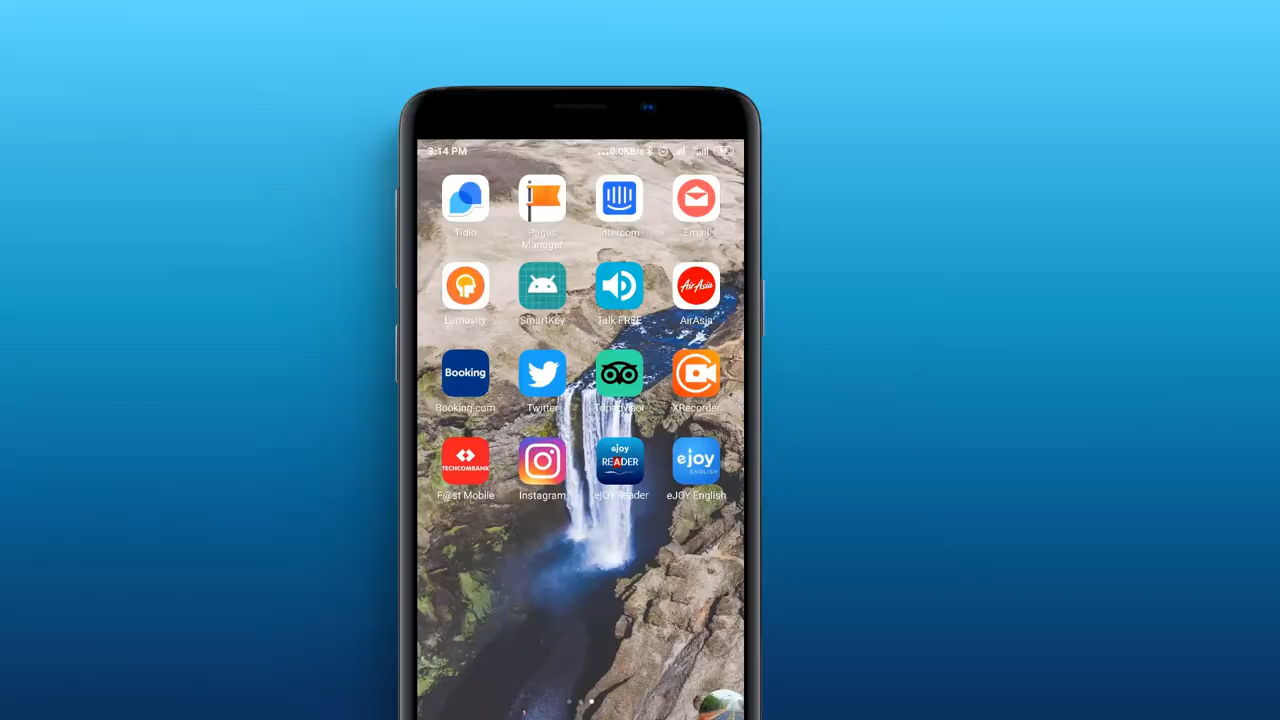 3:14 PM
...0.0KB/s
Tidio
Pages
Manager
Intercom
Email
AirAsia
Lumosity
SmartKey
Talk FREE
AirAsia
Booking
Booking.com
Twitter
Tripadvisor
XRecorder
TECHCOMBANK
ejoy
READER
ejoy
ENGLISH
F@st Mobile
Instagram
eJOY Reader
eJOY English